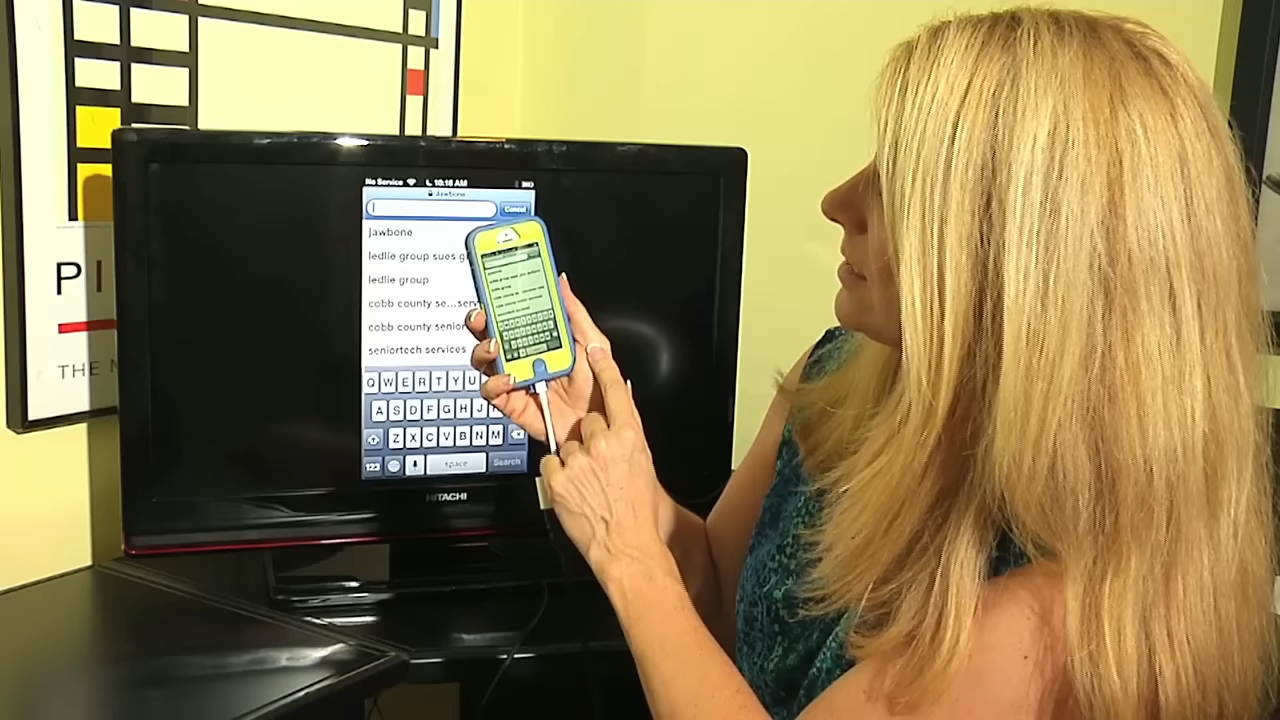 No Service 10:16 AM
Jawbone
Cancel
jawbone
ledlie group sues g
ledlie group
cobb county se...serv
cobb county senior
seniortech services
Q W E R T Y U
A S D F G H J K
Z X C V B N M
123 space Search
HITACHI
PI
THE